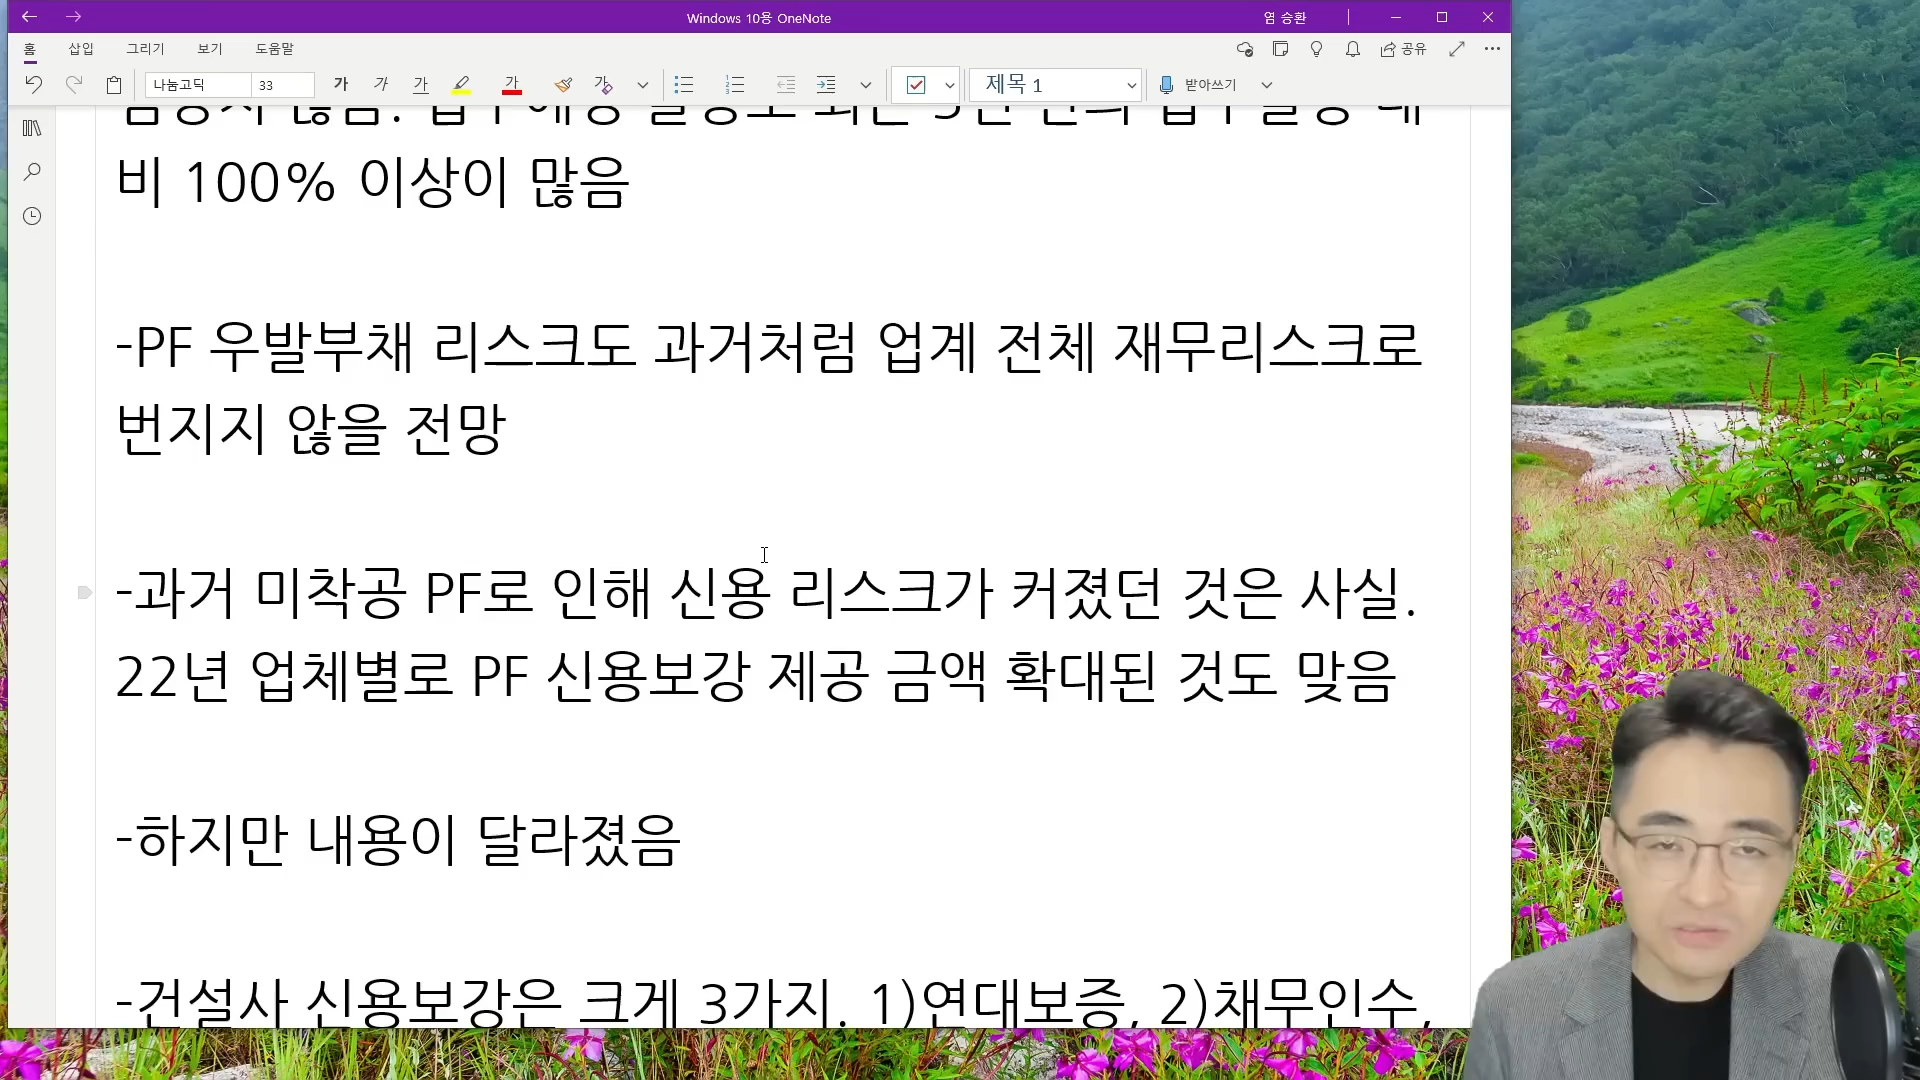 Windows 10용 OneNote
염 승환
홈 삽입 그리기 보기 도움말
공유
나눔고딕 33 가 가 가 가 가 제목 1 받아쓰기
비 100% 이상이 많음
-PF 우발부채 리스크도 과거처럼 업계 전체 재무리스크로
번지지 않을 전망
-과거 미착공 PF로 인해 신용 리스크가 커졌던 것은 사실.
22년 업체별로 PF 신용보강 제공 금액 확대된 것도 맞음
-하지만 내용이 달라졌음
-건설사 신용보강은 크게 3가지. 1)연대보증, 2)채무인수,